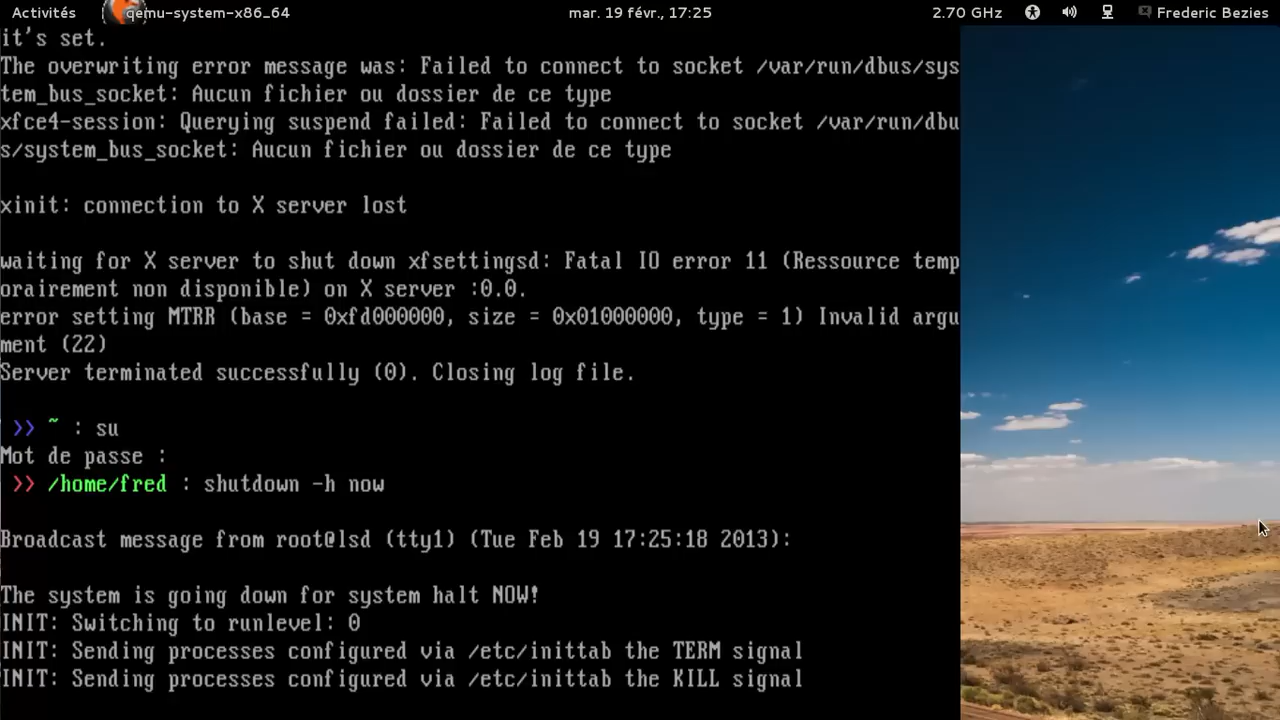 Activités qemu-system-x86_64 mar. 19 févr., 17:25 2.70 GHz Frederic Bezies
it's set.
The overwriting error message was: Failed to connect to socket /var/run/dbus/sys
tem_bus_socket: Aucun fichier ou dossier de ce type
xfce4-session: Querying suspend failed: Failed to connect to socket /var/run/dbu
s/system_bus_socket: Aucun fichier ou dossier de ce type
xinit: connection to X server lost
waiting for X server to shut down xfsettingsd: Fatal IO error 11 (Ressource temp
orairement non disponible) on X server :0.0.
error setting MTRR (base = 0xfd000000, size = 0x01000000, type = 1) Invalid argu
ment (22)
Server terminated successfully (0). Closing log file.
>> ~ : su
Mot de passe :
>> /home/fred : shutdown -h now
Broadcast message from root@lsd (tty1) (Tue Feb 19 17:25:18 2013):
The system is going down for system halt NOW!
INIT: Switching to runlevel: 0
INIT: Sending processes configured via /etc/inittab the TERM signal
INIT: Sending processes configured via /etc/inittab the KILL signal